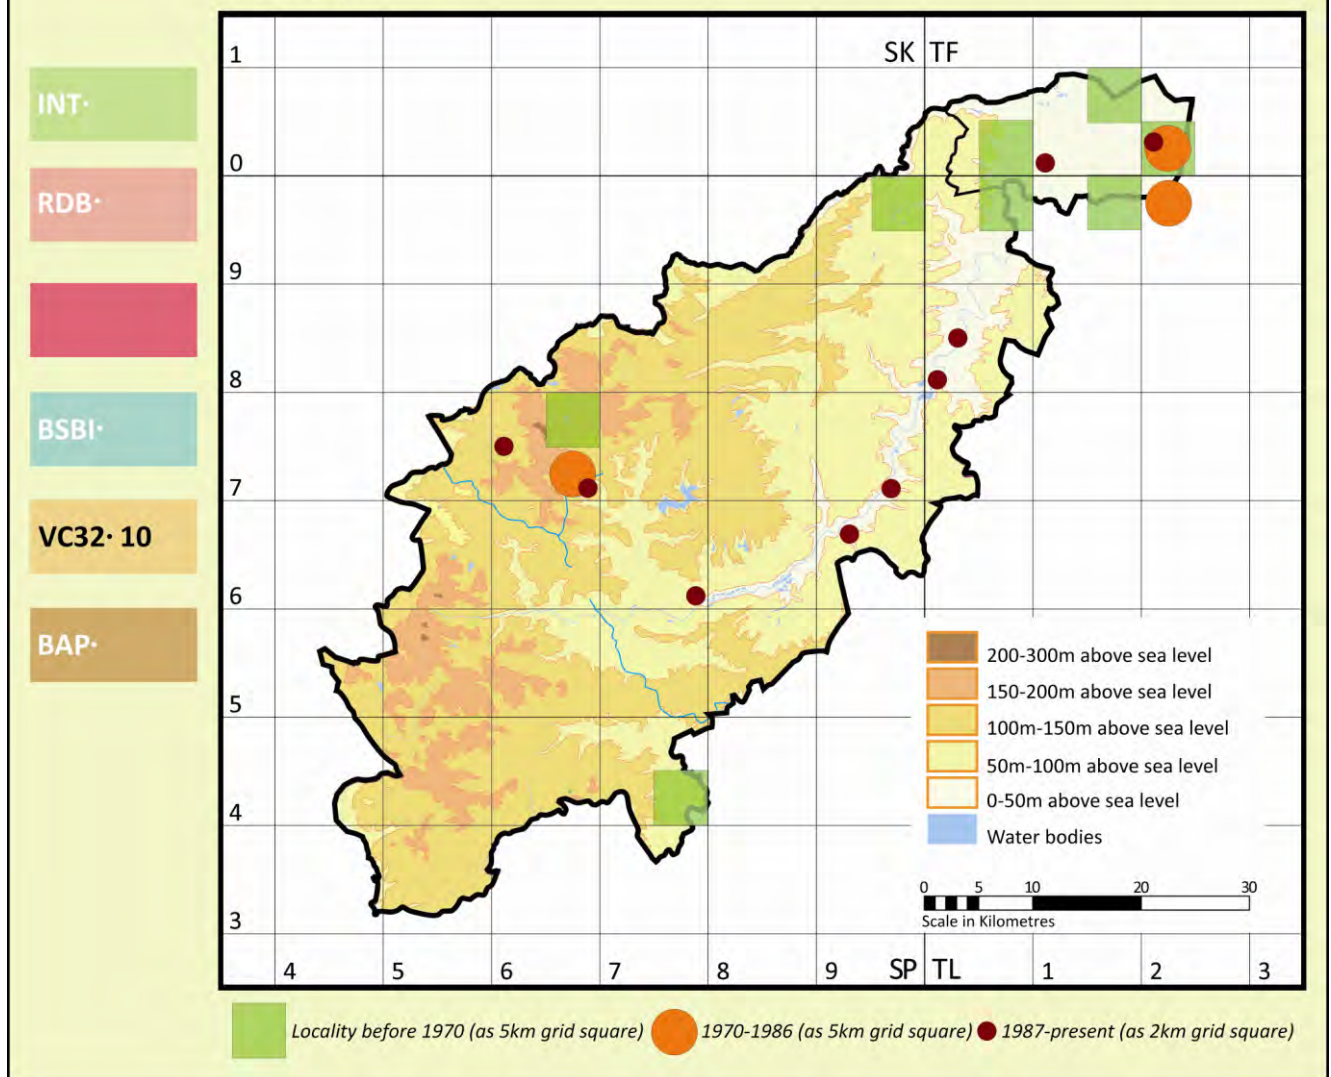 INT·
RDB·
BSBI·
VC32· 10
BAP·
1
0
9
8
7
6
5
4
3
SK TF
200-300m above sea level
150-200m above sea level
100m-150m above sea level
50m-100m above sea level
0-50m above sea level
Water bodies
0 5 10 20 30
Scale in Kilometres
4 5 6 7 8 9 SP TL 1 2 3
Locality before 1970 (as 5km grid square) 1970-1986 (as 5km grid square) 1987-present (as 2km grid square)